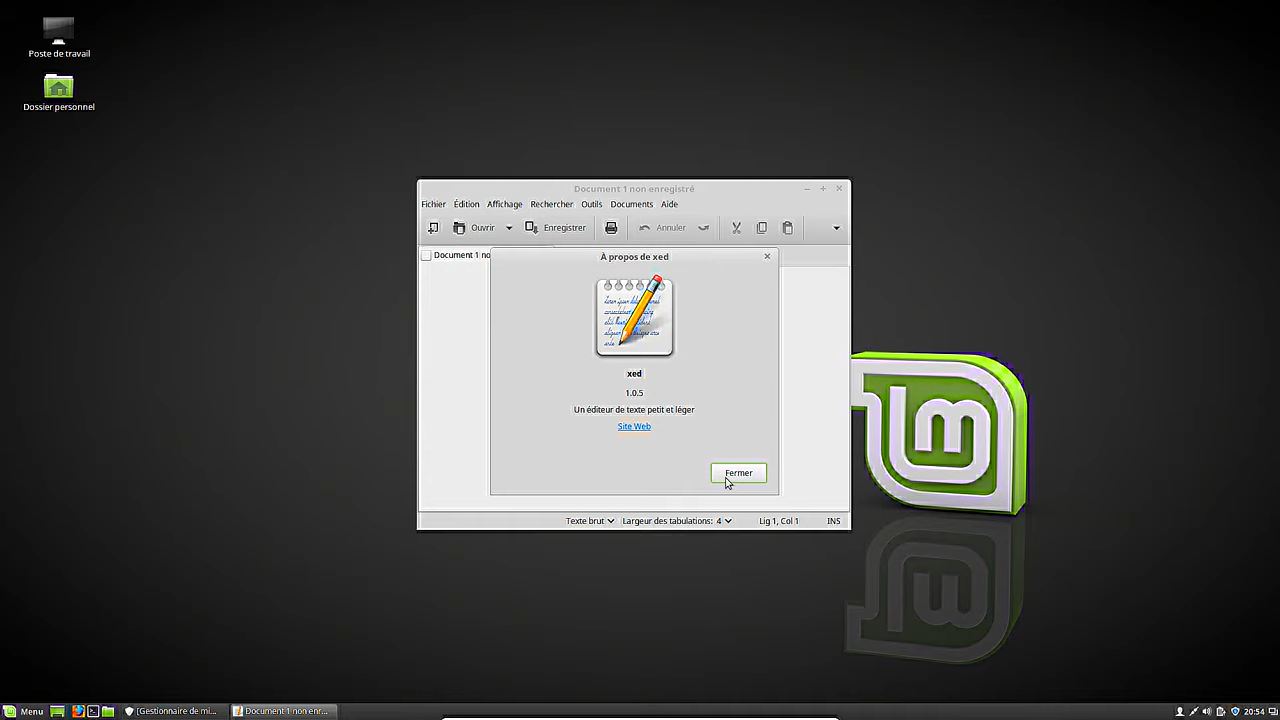 Poste de travail
Dossier personnel
Document 1 non enregistré
Fichier Édition Affichage Rechercher Outils Documents Aide
Ouvrir Enregistrer Annuler
Document 1 no
À propos de xed
xed
1.0.5
Un éditeur de texte petit et léger
Site Web
Fermer
Texte brut Largeur des tabulations: 4 Lig 1, Col 1 INS
Menu [Gestionnaire de mi... Document 1 non enr... 20:54